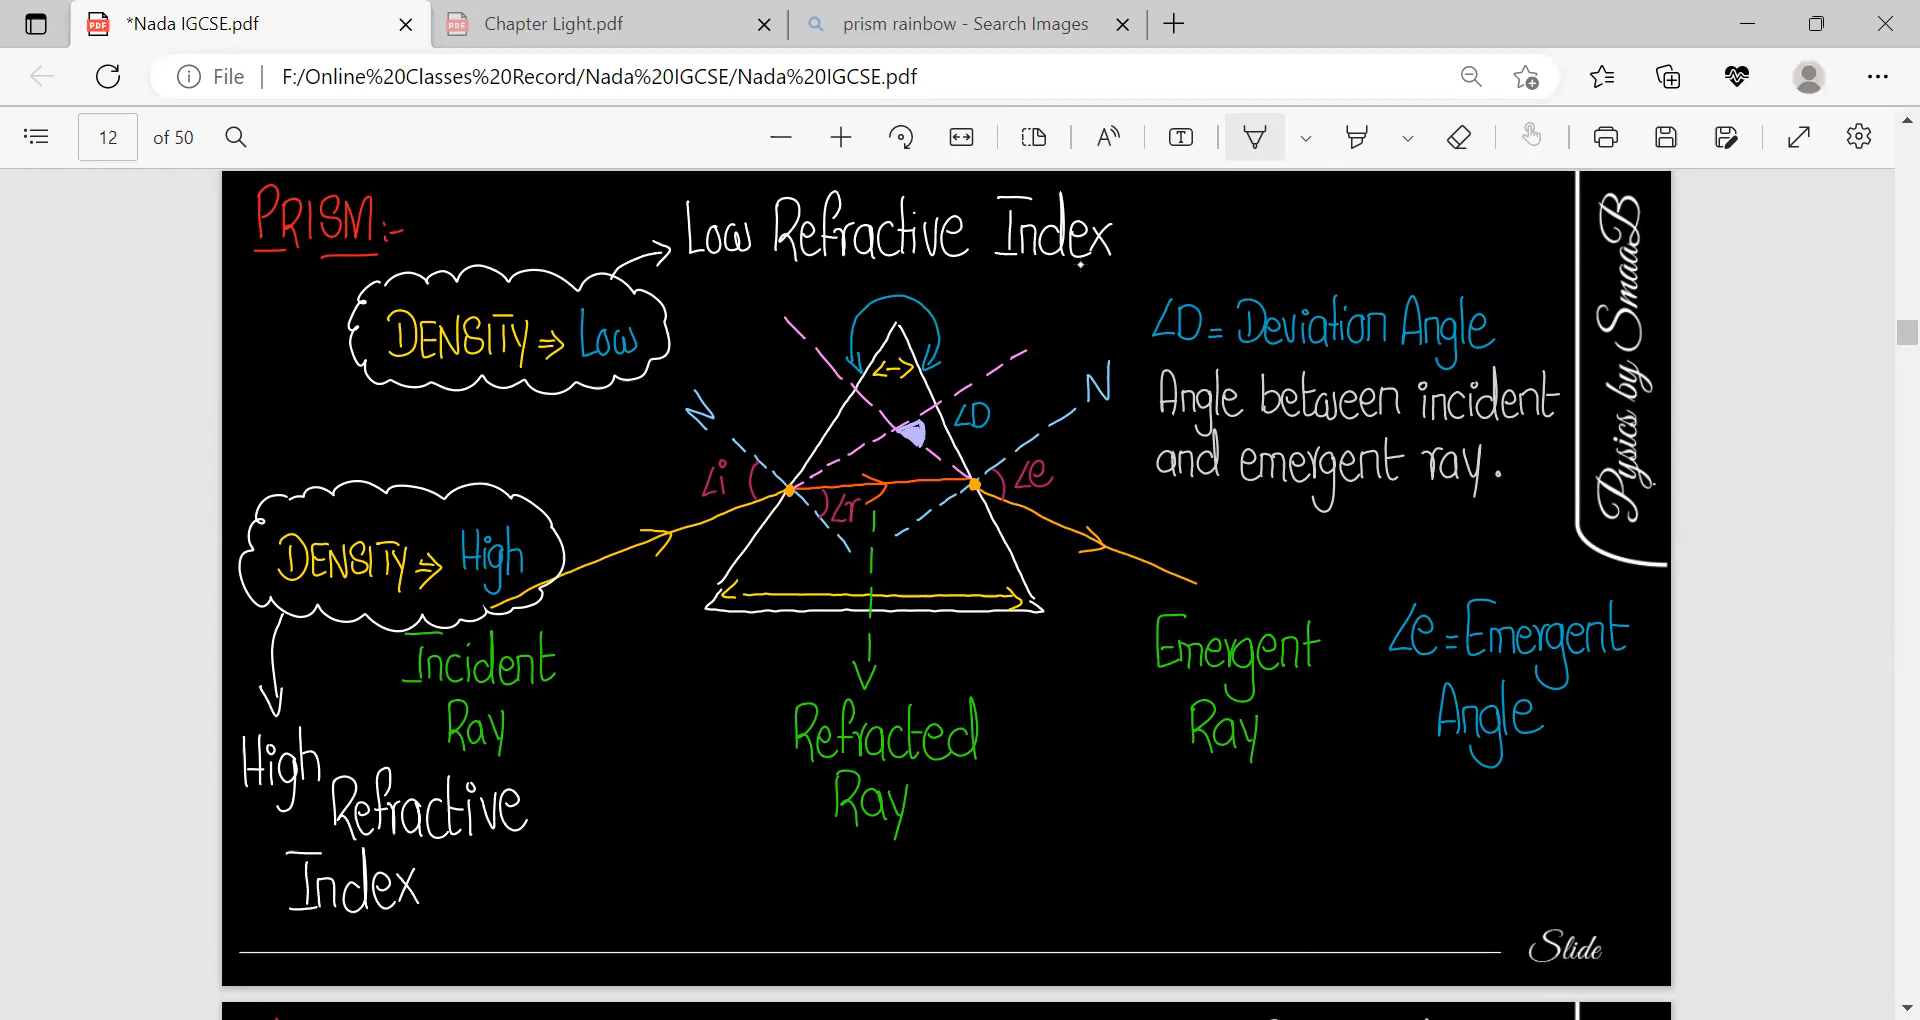 *Nada IGCSE.pdf
Chapter Light.pdf
prism rainbow - Search Images
File
F:/Online%20Classes%20Record/Nada%20IGCSE/Nada%20IGCSE.pdf
12 of 50
PRISM:-
Low Refractive Index
DENSITY ⇒ Low
∠D = Deviation Angle
Angle between incident
and emergent ray.
N
N
∠D
∠i
∠r
∠e
DENSITY ⇒ High
Incident
Ray
Refracted
Ray
Emergent
Ray
∠e = Emergent
Angle
High
Refractive
Index
Pysics by SmaaB
Slide